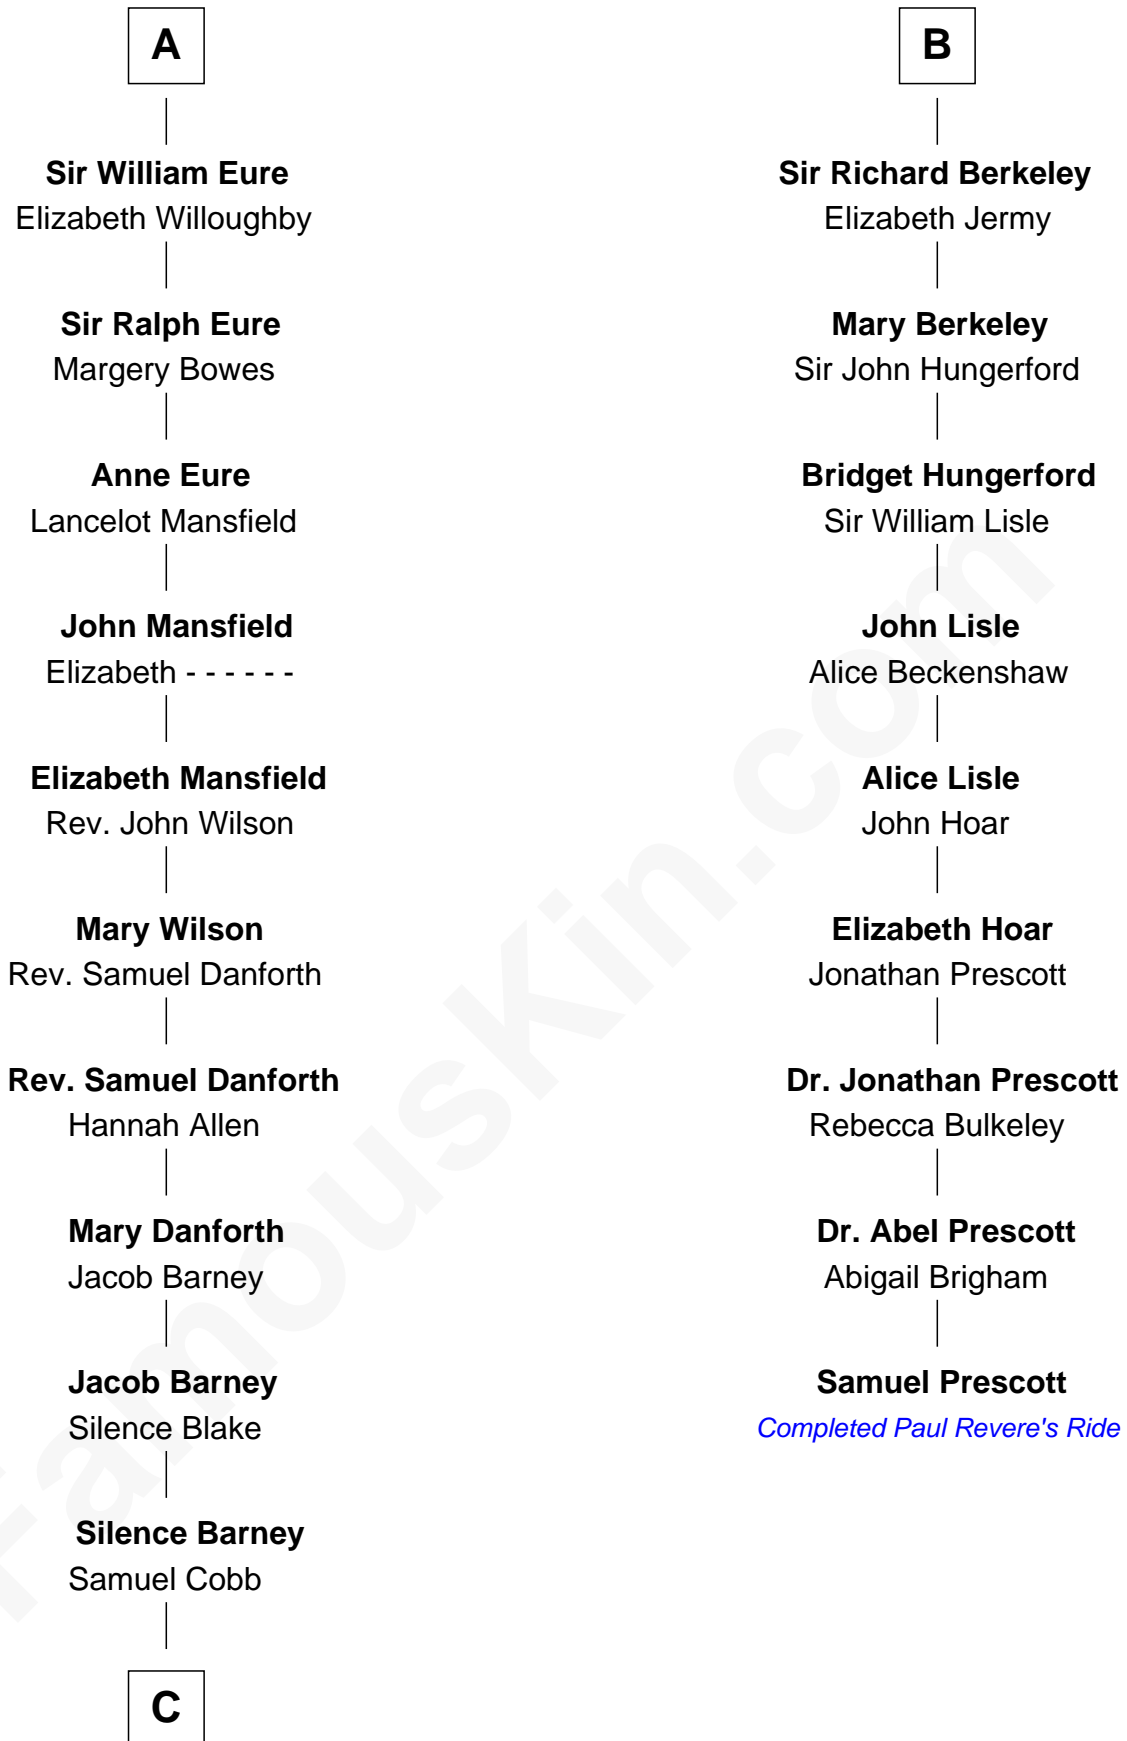 A
Sir William Eure
Elizabeth Willoughby
Sir Ralph Eure
Margery Bowes
Anne Eure
Lancelot Mansfield
John Mansfield
Elizabeth - - - - - -
Elizabeth Mansfield
Rev. John Wilson
Mary Wilson
Rev. Samuel Danforth
Rev. Samuel Danforth
Hannah Allen
Mary Danforth
Jacob Barney
Jacob Barney
Silence Blake
Silence Barney
Samuel Cobb
C
B
Sir Richard Berkeley
Elizabeth Jermy
Mary Berkeley
Sir John Hungerford
Bridget Hungerford
Sir William Lisle
John Lisle
Alice Beckenshaw
Alice Lisle
John Hoar
Elizabeth Hoar
Jonathan Prescott
Dr. Jonathan Prescott
Rebecca Bulkeley
Dr. Abel Prescott
Abigail Brigham
Samuel Prescott
Completed Paul Revere's Ride
FamousKin.com